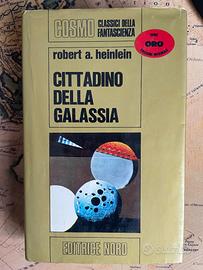 COSMO
CLASSICI DELLA
FANTASCIENZA
ORO
robert a. heinlein
CITTADINO
DELLA
GALASSIA
EDITRICE NORD